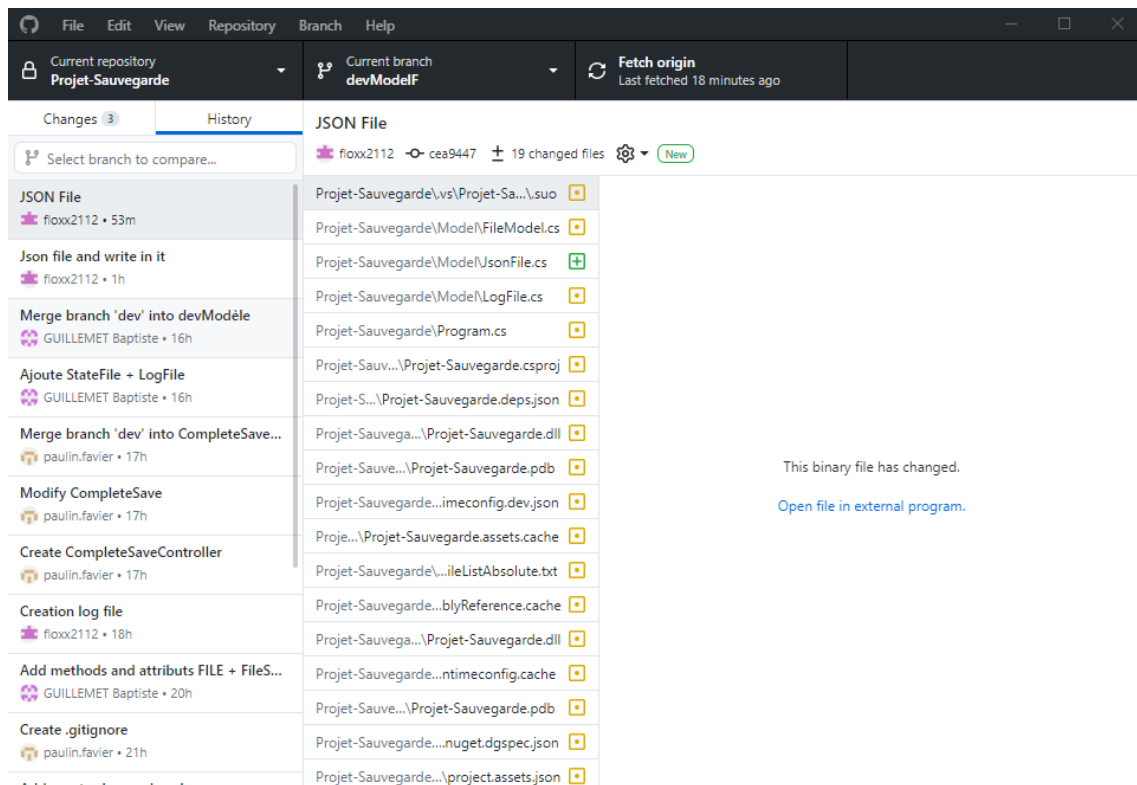 File Edit View Repository Branch Help
Current repository
Projet-Sauvegarde
Current branch
devModelF
Fetch origin
Last fetched 18 minutes ago
Changes 3
History
Select branch to compare...
JSON File
floxx2112 • 53m
Json file and write in it
floxx2112 • 1h
Merge branch 'dev' into devModèle
GUILLEMET Baptiste • 16h
Ajoute StateFile + LogFile
GUILLEMET Baptiste • 16h
Merge branch 'dev' into CompleteSave...
paulin.favier • 17h
Modify CompleteSave
paulin.favier • 17h
Create CompleteSaveController
paulin.favier • 17h
Creation log file
floxx2112 • 18h
Add methods and attributs FILE + FileS...
GUILLEMET Baptiste • 20h
Create .gitignore
paulin.favier • 21h
JSON File
floxx2112 cea9447 19 changed files New
Projet-Sauvegarde\.vs\Projet-Sa...\.suo
Projet-Sauvegarde\Model\FileModel.cs
Projet-Sauvegarde\Model\JsonFile.cs
Projet-Sauvegarde\Model\LogFile.cs
Projet-Sauvegarde\Program.cs
Projet-Sauv...\Projet-Sauvegarde.csproj
Projet-S...\Projet-Sauvegarde.deps.json
Projet-Sauvega...\Projet-Sauvegarde.dll
Projet-Sauve...\Projet-Sauvegarde.pdb
Projet-Sauvegarde...imeconfig.dev.json
Proje...\Projet-Sauvegarde.assets.cache
Projet-Sauvegarde\...ileListAbsolute.txt
Projet-Sauvegarde...blyReference.cache
Projet-Sauvega...\Projet-Sauvegarde.dll
Projet-Sauvegarde...ntimeconfig.cache
Projet-Sauve...\Projet-Sauvegarde.pdb
Projet-Sauvegarde....nuget.dgspec.json
Projet-Sauvegarde...\project.assets.json
This binary file has changed.
Open file in external program.